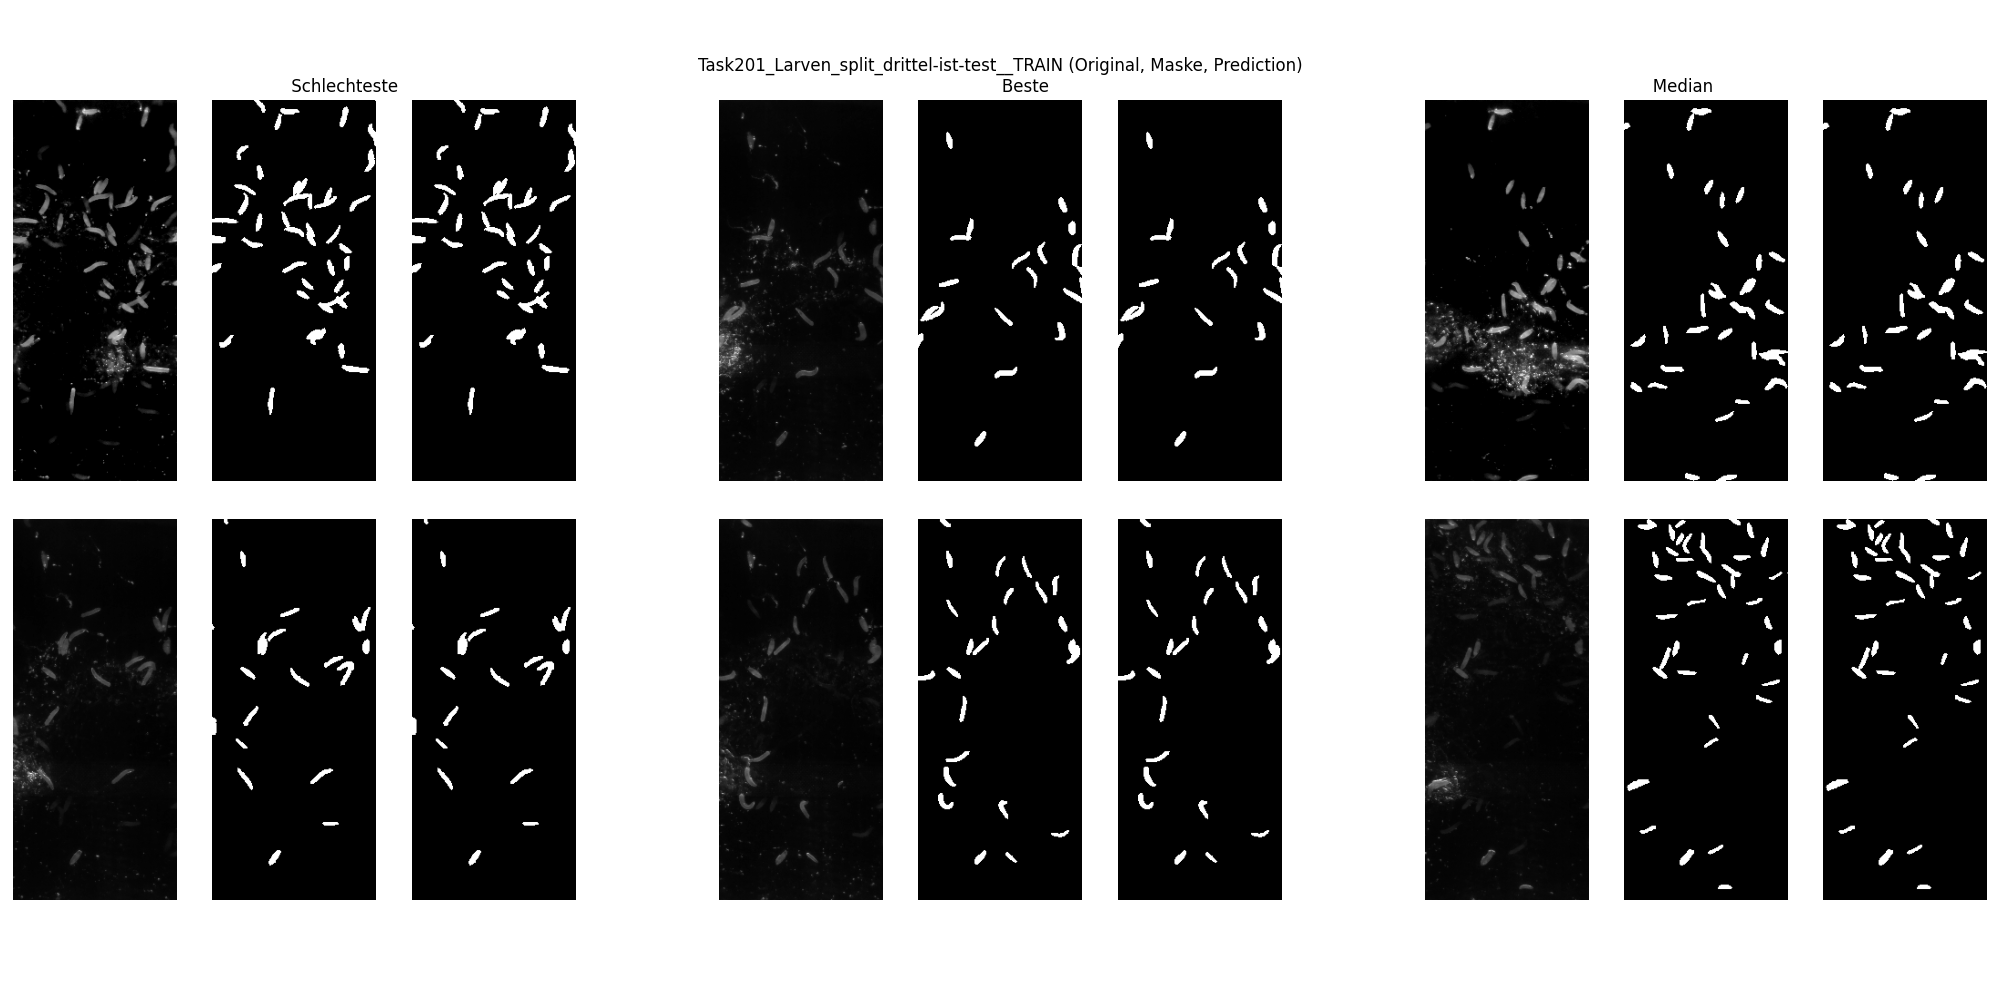 Task201_Larven_split_drittel-ist-test__TRAIN (Original, Maske, Prediction)
Schlechteste
Beste
Median